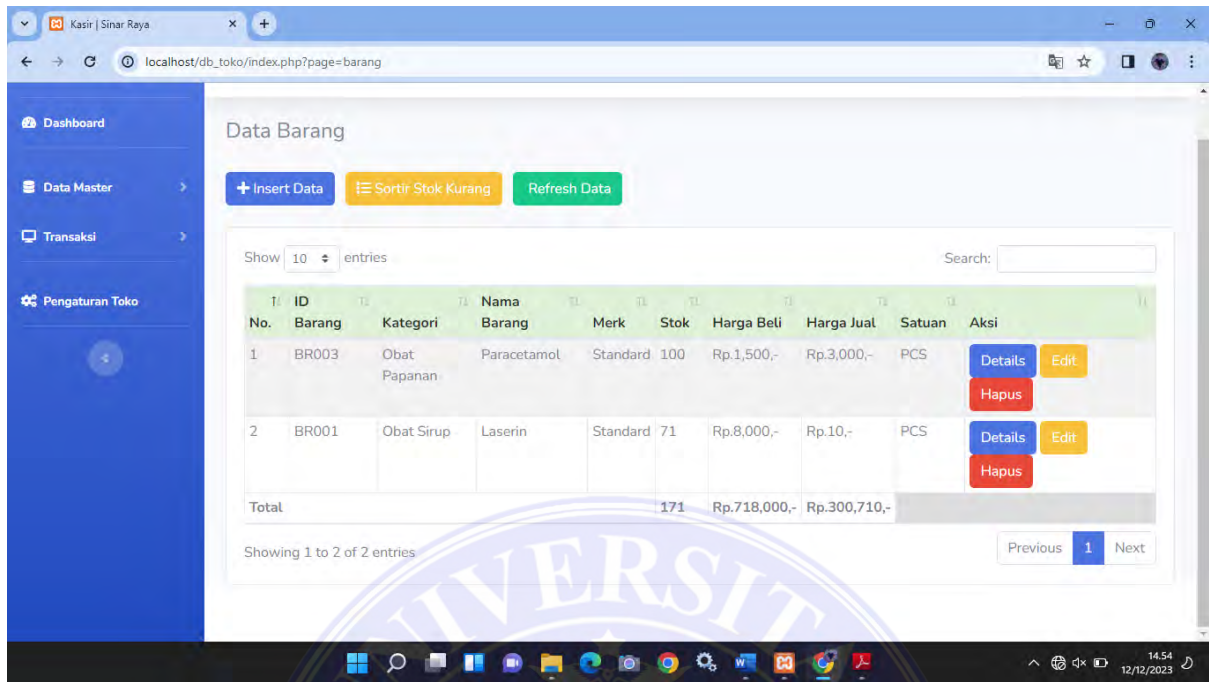 Kasir | Sinar Raya
localhost/db_toko/index.php?page=barang
Dashboard
Data Master
Transaksi
Pengaturan Toko
Data Barang
Insert Data
Sortir Stok Kurang
Refresh Data
Show 10 entries
Search:
No. ID Barang Kategori Nama Barang Merk Stok Harga Beli Harga Jual Satuan Aksi
1 BR003 Obat Papanan Paracetamol Standard 100 Rp.1,500,- Rp.3,000,- PCS Details Edit Hapus
2 BR001 Obat Sirup Laserin Standard 71 Rp.8,000,- Rp.10,- PCS Details Edit Hapus
Total 171 Rp.718,000,- Rp.300,710,-
Showing 1 to 2 of 2 entries
Previous 1 Next
14.54
12/12/2023